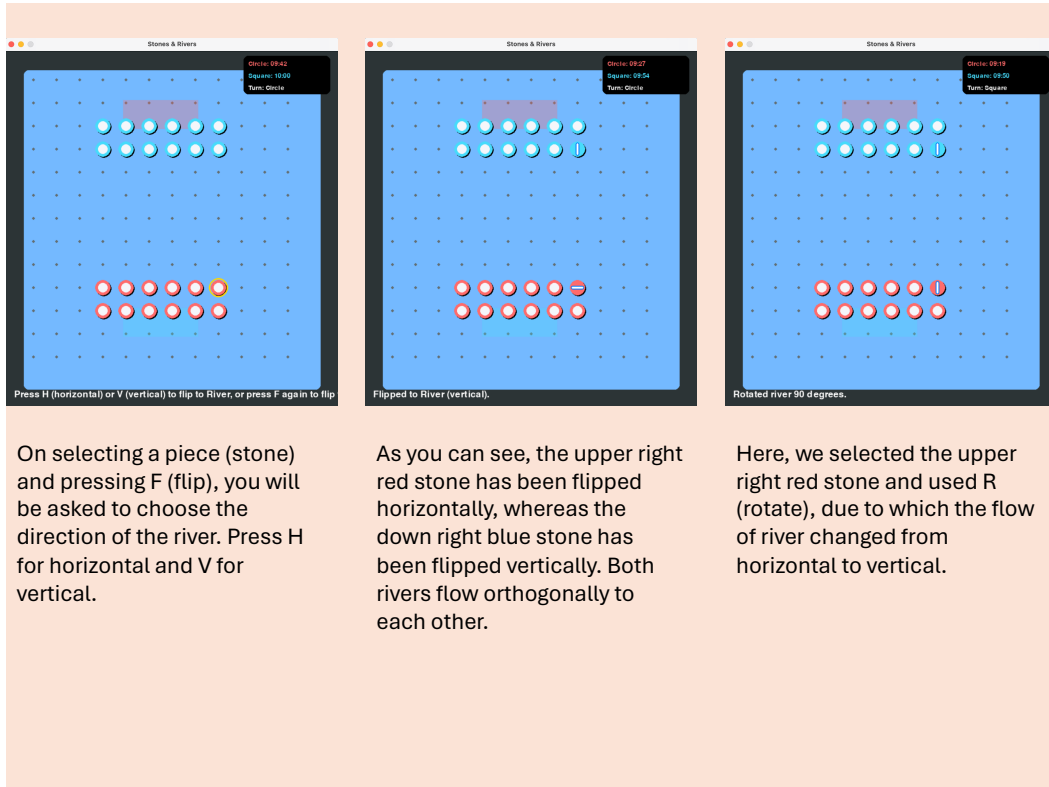 Stones & Rivers
Circle: 09:42
Square: 10:00
Turn: Circle
Press H (horizontal) or V (vertical) to flip to River, or press F again to flip
On selecting a piece (stone)
and pressing F (flip), you will
be asked to choose the
direction of the river. Press H
for horizontal and V for
vertical.
Stones & Rivers
Circle: 09:27
Square: 09:54
Turn: Circle
Flipped to River (vertical).
As you can see, the upper right
red stone has been flipped
horizontally, whereas the
down right blue stone has
been flipped vertically. Both
rivers flow orthogonally to
each other.
Stones & Rivers
Circle: 09:19
Square: 09:50
Turn: Square
Rotated river 90 degrees.
Here, we selected the upper
right red stone and used R
(rotate), due to which the flow
of river changed from
horizontal to vertical.